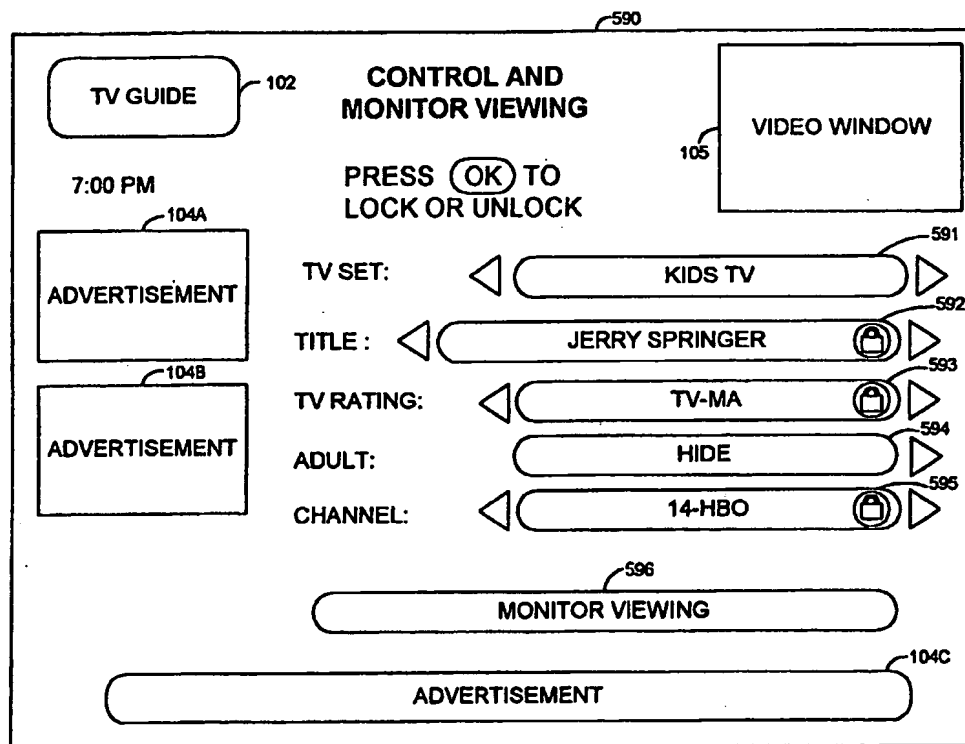 590
TV GUIDE
102
CONTROL AND
MONITOR VIEWING
VIDEO WINDOW
105
7:00 PM
PRESS OK TO
LOCK OR UNLOCK
104A
ADVERTISEMENT
104B
ADVERTISEMENT
591
TV SET: KIDS TV
592
TITLE : JERRY SPRINGER
593
TV RATING: TV-MA
594
ADULT: HIDE
595
CHANNEL: 14-HBO
596
MONITOR VIEWING
104C
ADVERTISEMENT